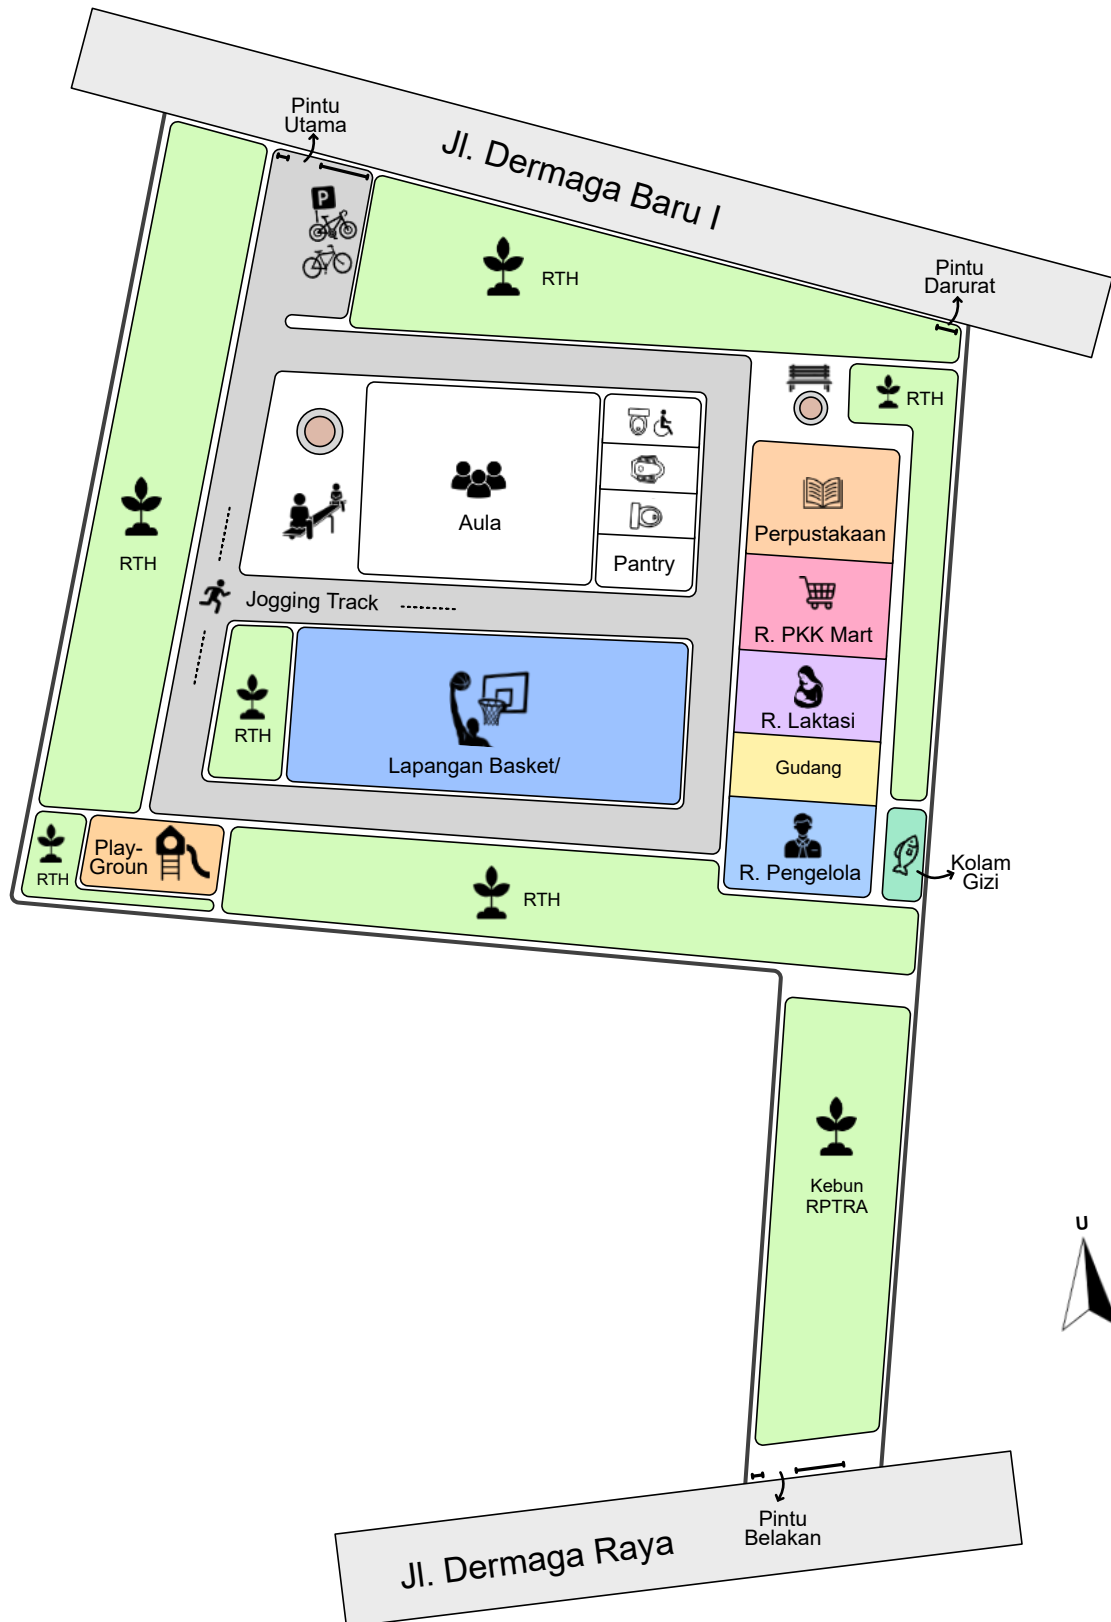 Pintu
Utama
P
Jl. Dermaga Baru I
RTH
Pintu
Darurat
RTH
RTH
Aula
Pantry
Perpustakaan
R. PKK Mart
R. Laktasi
Gudang
R. Pengelola
Jogging Track
RTH
Lapangan Basket/
Play-
Groun
RTH
RTH
Kolam
Gizi
Kebun
RPTRA
U
Pintu
Belakan
Jl. Dermaga Raya